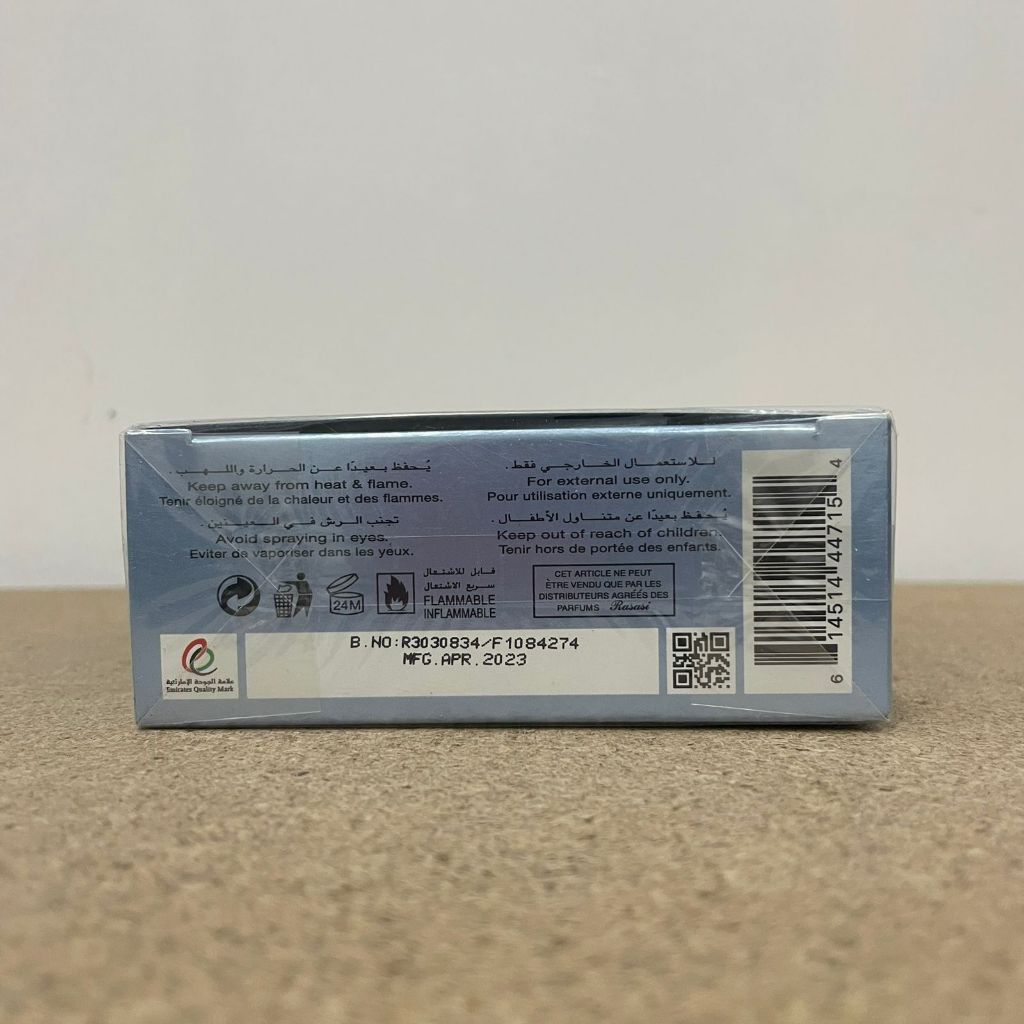 يُحفظ بعيدًا عن الحرارة واللهب.
Keep away from heat & flame.
Tenir éloigné de la chaleur et des flammes.
تجنب الرش في العينين.
Avoid spraying in eyes.
Eviter de vaporiser dans les yeux.
للاستعمال الخارجي فقط.
For external use only.
Pour utilisation externe uniquement.
يُحفظ بعيدًا عن متناول الأطفال.
Keep out of reach of children.
Tenir hors de portée des enfants.
24M
قابل للاشتعال
سريع الاشتعال
FLAMMABLE
INFLAMMABLE
CET ARTICLE NE PEUT
ÊTRE VENDU QUE PAR LES
DISTRIBUTEURS AGRÉÉS DES
PARFUMS Rasasi
علامة الجودة الإماراتية
Emirates Quality Mark
B.NO:R3030834/F1084274
MFG.APR.2023
6 14514 44715 4